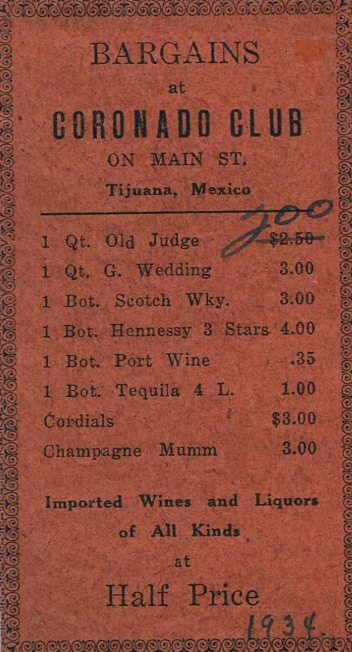 BARGAINS
at
CORONADO CLUB
ON MAIN ST.
Tijuana, Mexico
200
1 Qt. Old Judge $2.50
1 Qt. G. Wedding 3.00
1 Bot. Scotch Wky. 3.00
1 Bot. Hennessy 3 Stars 4.00
1 Bot. Port Wine .35
1 Bot. Tequila 4 L. 1.00
Cordials $3.00
Champagne Mumm 3.00
Imported Wines and Liquors
of All Kinds
at
Half Price
1934